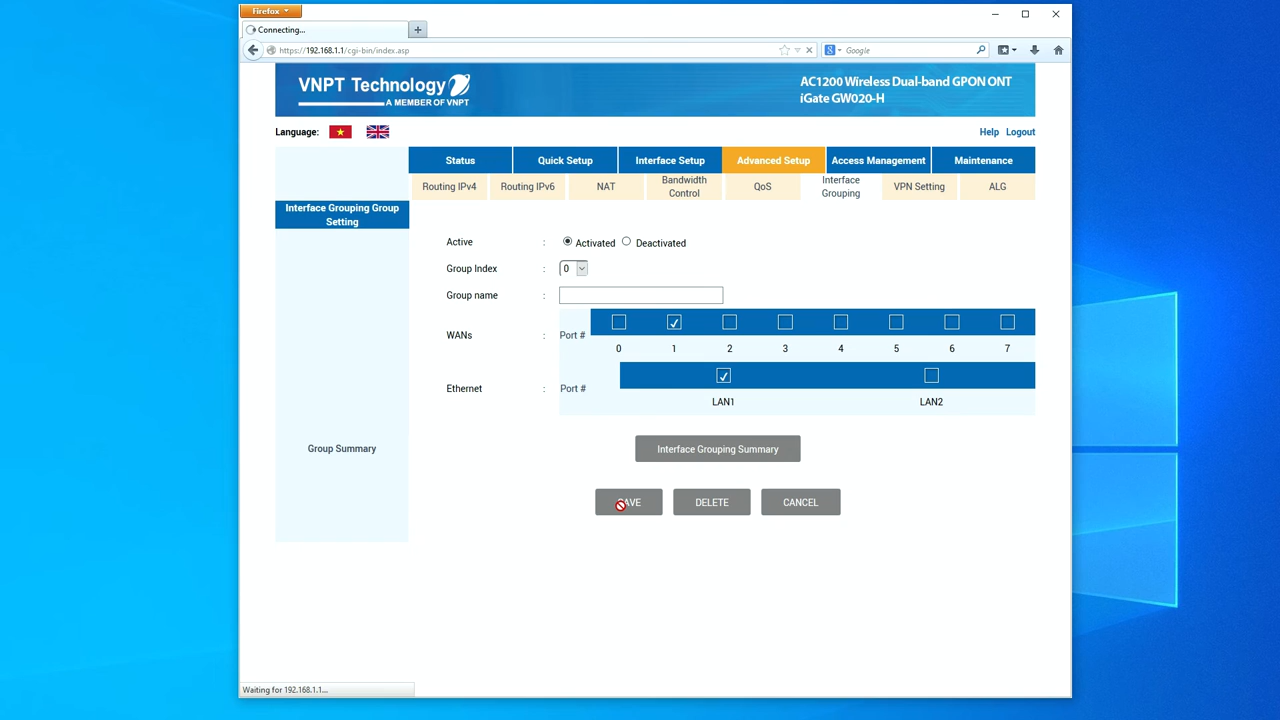 Firefox
Connecting...
https://192.168.1.1/cgi-bin/index.asp
Google
VNPT Technology
A MEMBER OF VNPT
AC1200 Wireless Dual-band GPON ONT
iGate GW020-H
Language:
Help Logout
Status Quick Setup Interface Setup Advanced Setup Access Management Maintenance
Routing IPv4 Routing IPv6 NAT Bandwidth Control QoS Interface Grouping VPN Setting ALG
Interface Grouping Group
Setting
Active : Activated Deactivated
Group Index : 0
Group name :
WANs : Port #
0 1 2 3 4 5 6 7
Ethernet : Port #
LAN1 LAN2
Group Summary
Interface Grouping Summary
SAVE DELETE CANCEL
Waiting for 192.168.1.1...